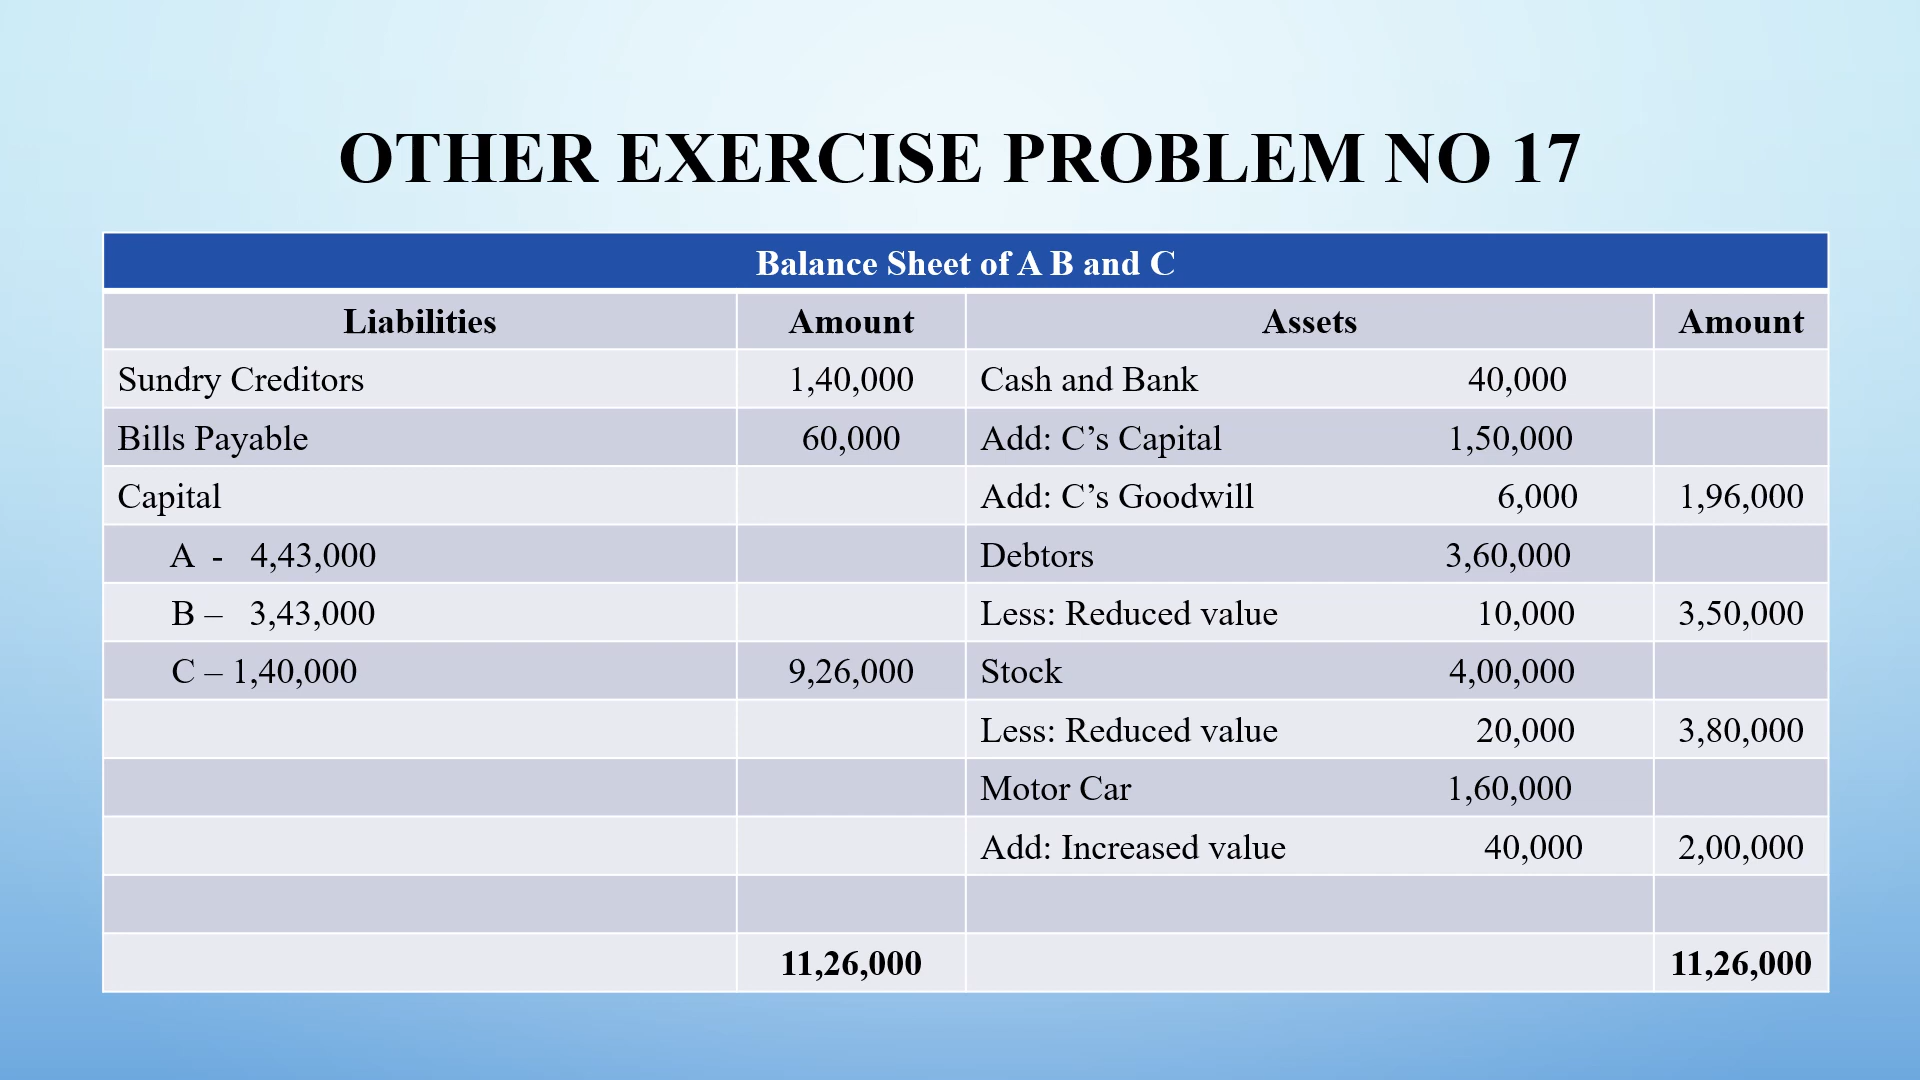 OTHER EXERCISE PROBLEM NO 17
Balance Sheet of A B and C
Liabilities Amount Assets Amount
Sundry Creditors 1,40,000 Cash and Bank 40,000
Bills Payable 60,000 Add: C’s Capital 1,50,000
Capital Add: C’s Goodwill 6,000 1,96,000
A - 4,43,000 Debtors 3,60,000
B – 3,43,000 Less: Reduced value 10,000 3,50,000
C – 1,40,000 9,26,000 Stock 4,00,000
Less: Reduced value 20,000 3,80,000
Motor Car 1,60,000
Add: Increased value 40,000 2,00,000
11,26,000 11,26,000